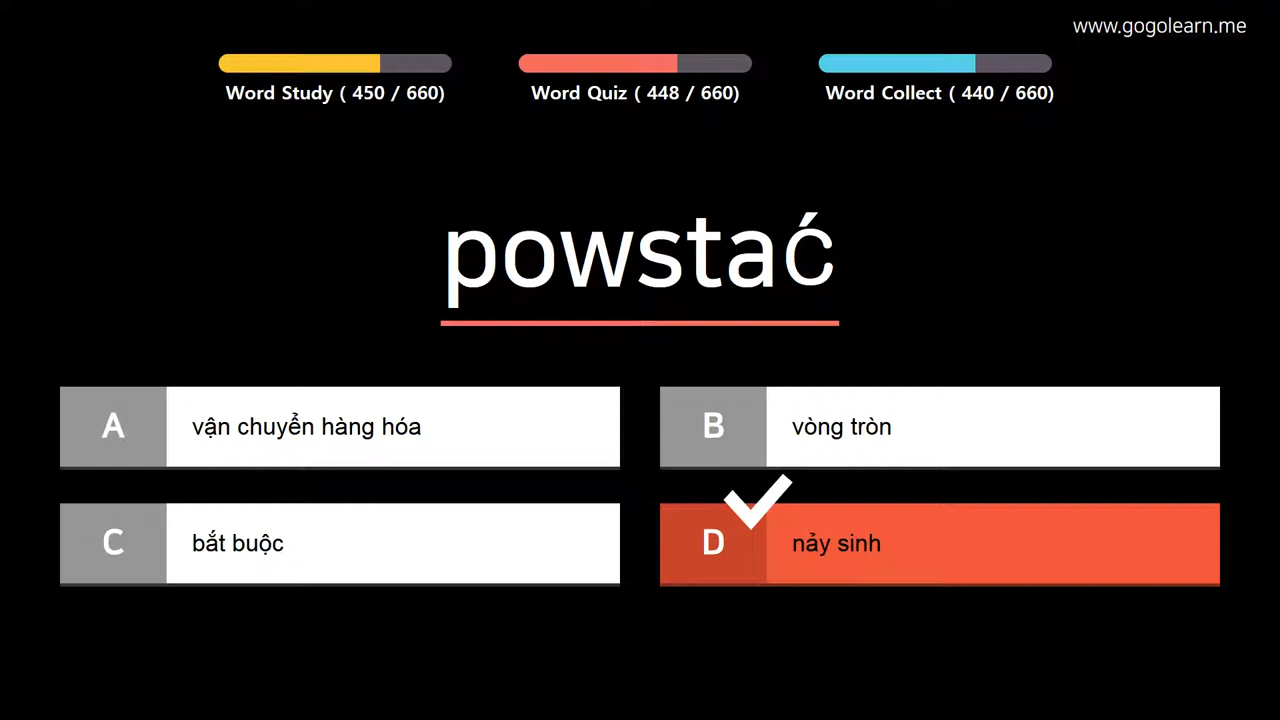 www.gogolearn.me
Word Study ( 450 / 660)
Word Quiz ( 448 / 660)
Word Collect ( 440 / 660)
powstać
A vận chuyển hàng hóa
B vòng tròn
C bắt buộc
D nảy sinh